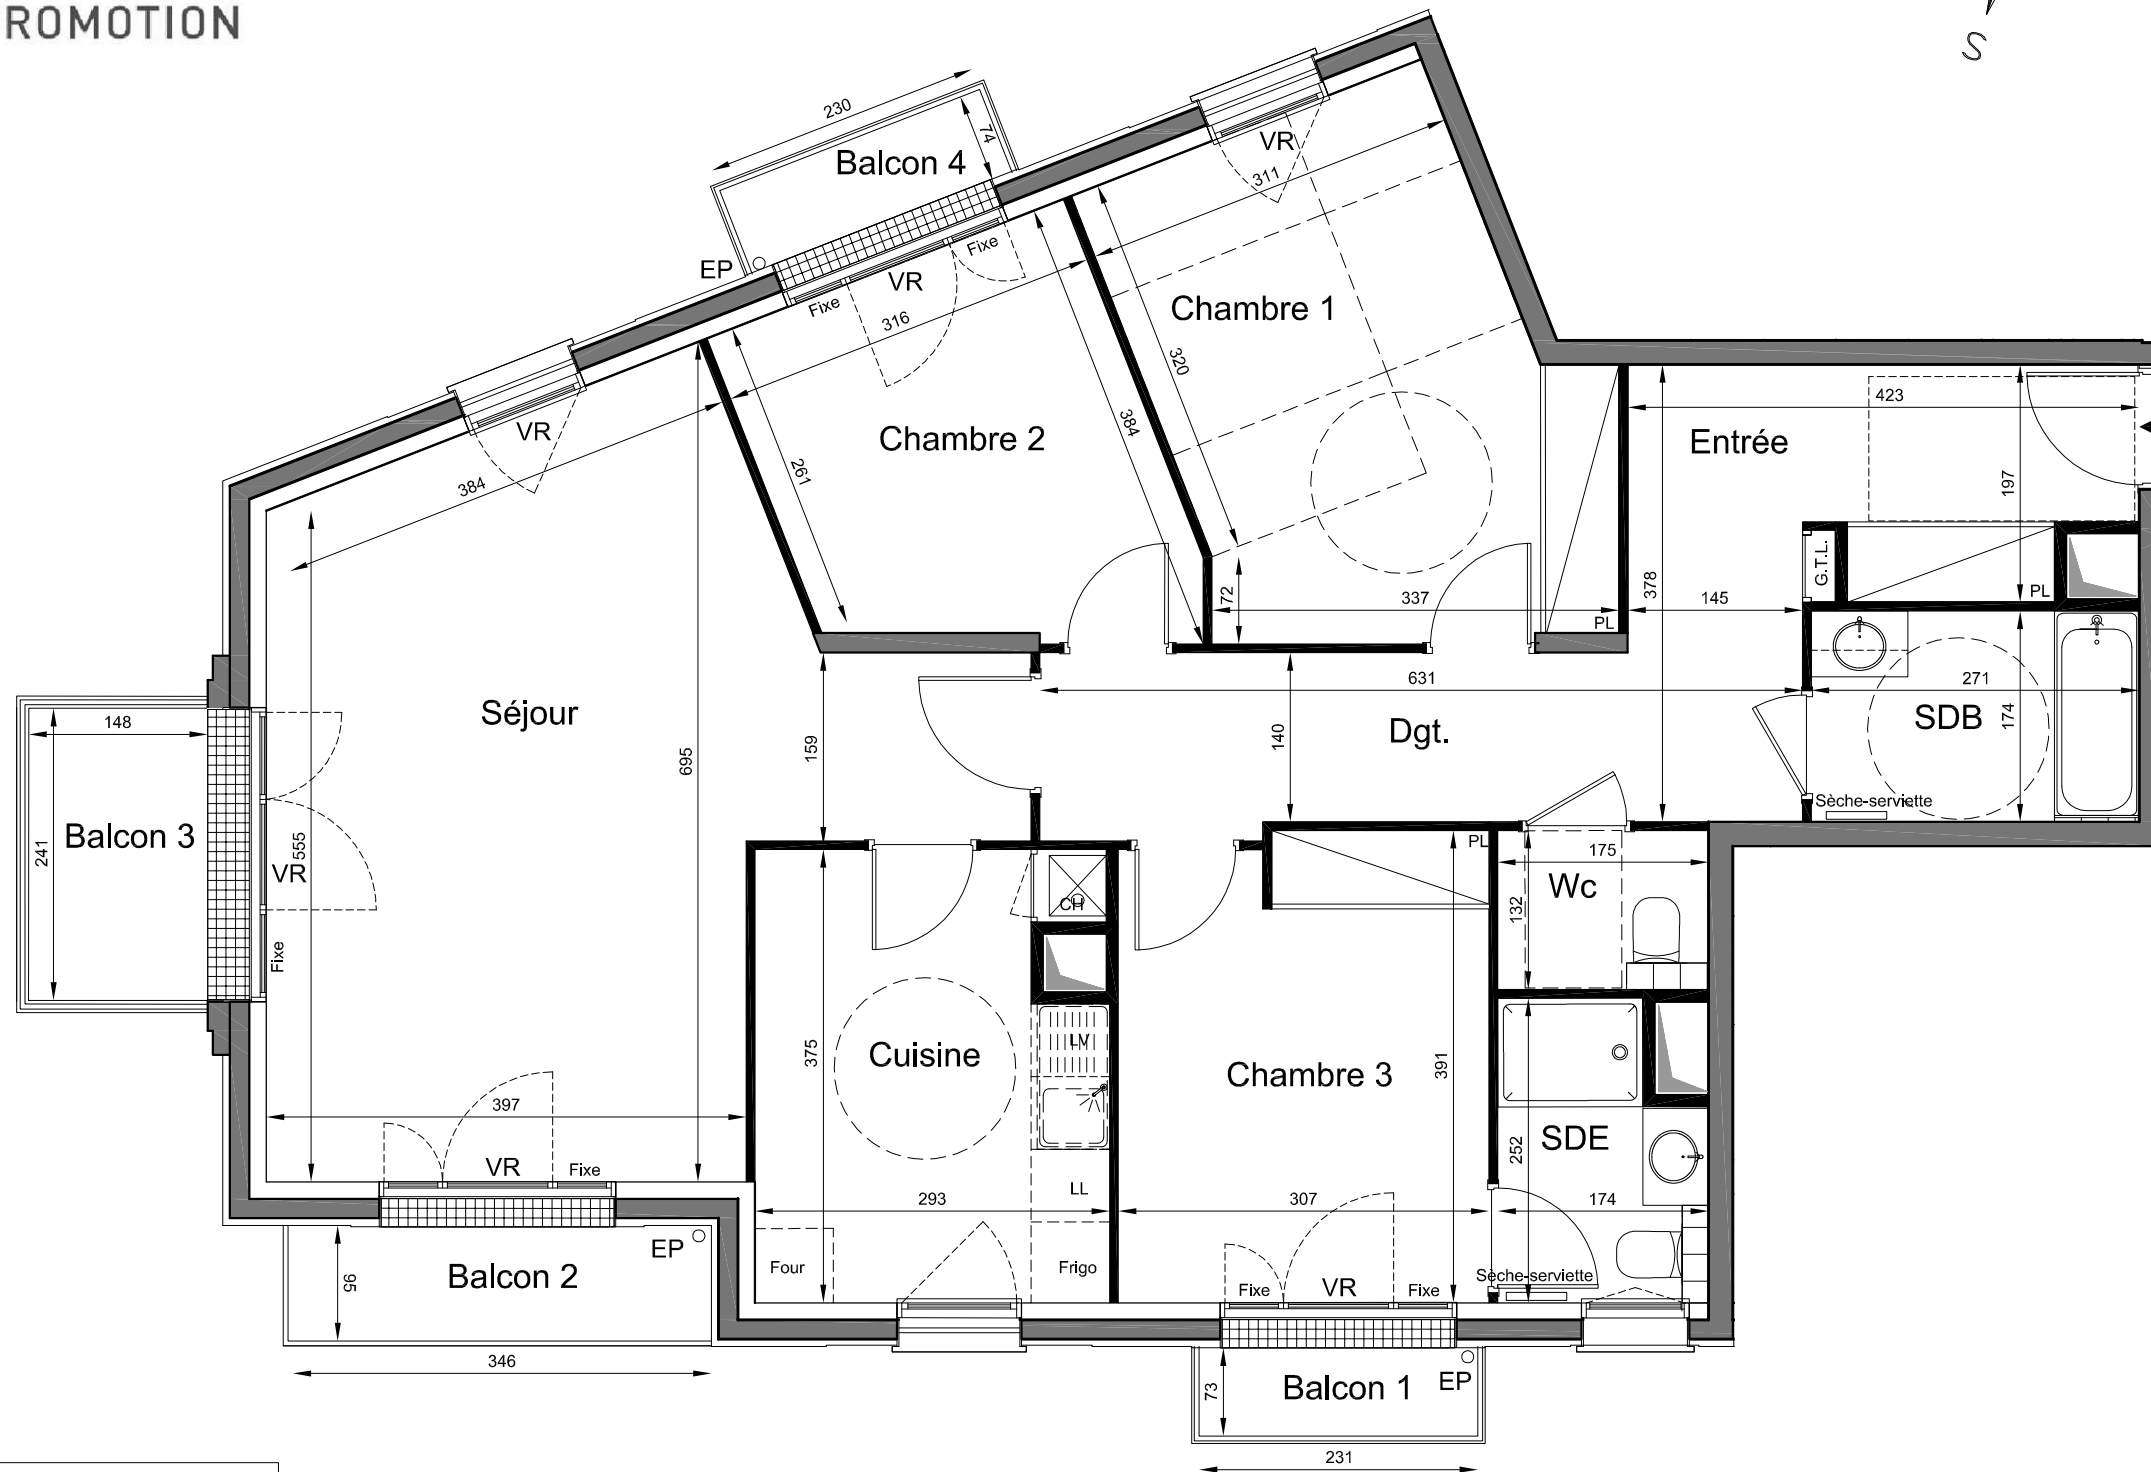 ROMOTION
S
230
74
Balcon 4
VR
311
EP
Fixe
VR
Fixe
316
Chambre 1
320
384
VR
384
Chambre 2
261
423
Entrée
197
378
G.T.L.
PL
72
337
PL
145
631
271
Séjour
159
140
Dgt.
SDB
174
Sèche-serviette
148
241
Balcon 3
VR
555
Fixe
695
PL
175
Wc
132
CH
375
Cuisine
LV
Chambre 3
391
SDE
252
397
VR
Fixe
LL
293
307
174
Four
Frigo
Fixe
VR
Fixe
Sèche-serviette
EP
95
Balcon 2
346
73
Balcon 1
EP
231